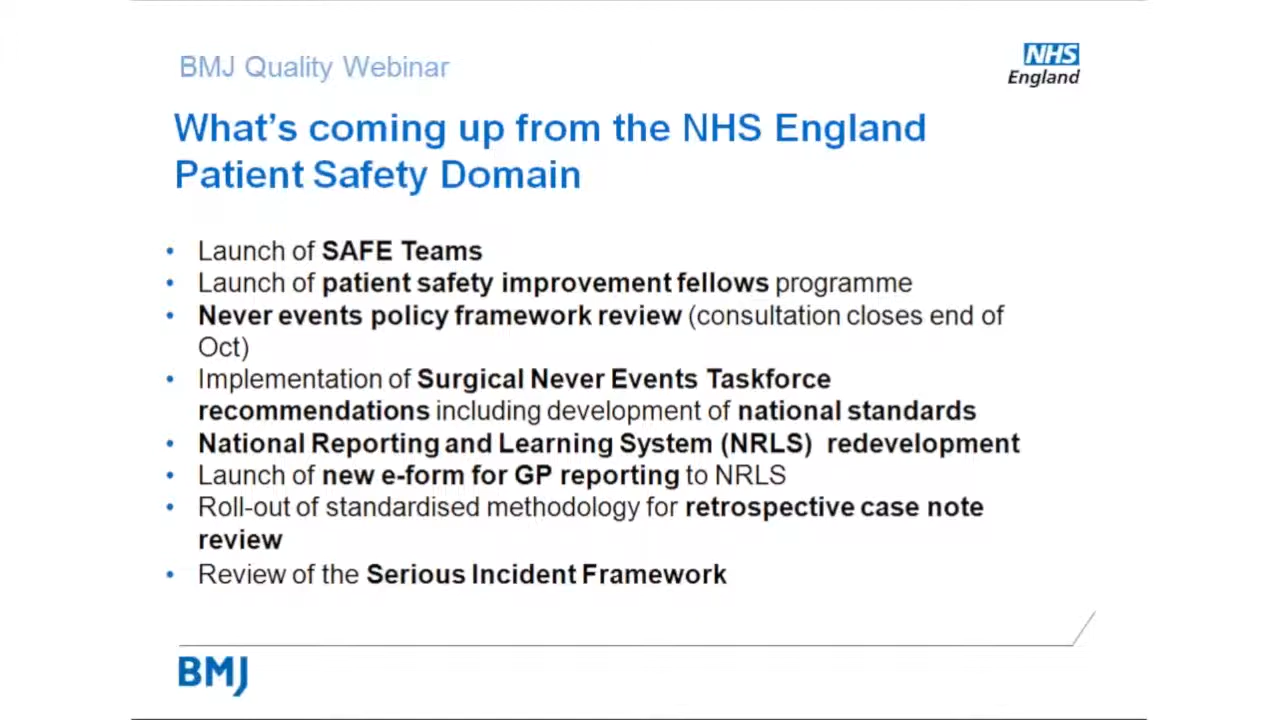 BMJ Quality Webinar
NHS
England
What's coming up from the NHS England
Patient Safety Domain
• Launch of SAFE Teams
• Launch of patient safety improvement fellows programme
• Never events policy framework review (consultation closes end of
Oct)
• Implementation of Surgical Never Events Taskforce
recommendations including development of national standards
• National Reporting and Learning System (NRLS) redevelopment
• Launch of new e-form for GP reporting to NRLS
• Roll-out of standardised methodology for retrospective case note
review
• Review of the Serious Incident Framework
BMJ